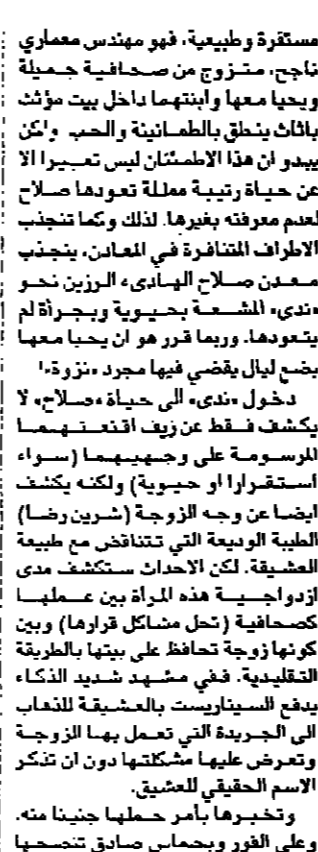 مستقرة وطبيعية، فهو مهندس معماري
ناجح، متزوج من صحافية جميلة
ويحيا معها وابنتهما داخل بيت مؤثث
باثاث ينطق بالطمانينة والحب ولكن
يبدو ان هذا الاطمئنان ليس تعبيرا الا
عن حياة رتيبة مملة تعودها صلاح
لعدم معرفته بغيرها. لذلك وكما تنجذب
الاطراف المتنافرة في المعادن، ينجذب
معدن صلاح الهادىء الرزين نحو
«ندى» المشعة بحيوية وبجرأة لم
يتعودها. وربما قرر هو ان يحيا معها
بضع ليال يقضي فيها مجرد «نزوة»!
دخول «ندى» الى حياة «صلاح» لا
يكشف فقط عن زيف اقنعتهما
المرسومة على وجهيهما (سواء
استقرارا او حيوية) ولكنه يكشف
ايضا عن وجه الزوجة (شرين رضا)
الطيبة الوديعة التي تتناقض مع طبيعة
العشيقة. لكن الاحداث ستكشف مدى
ازدواجية هذه المرأة بين عملها
كصحافية (تحل مشاكل قرارها) وبين
كونها زوجة تحافظ على بيتها بالطريقة
التقليدية. ففي مشهد شديد الذكاء
يدفع السيناريست بالعشيقة للذهاب
الى الجريدة التي تعمل بها الزوجة
وتعرض عليها مشكلتها دون ان تذكر
الاسم الحقيقي للعشيق.
وتخبرها بأمر حملها جنينا منه.
وعلى الفور وبحماس صادق تنصحها